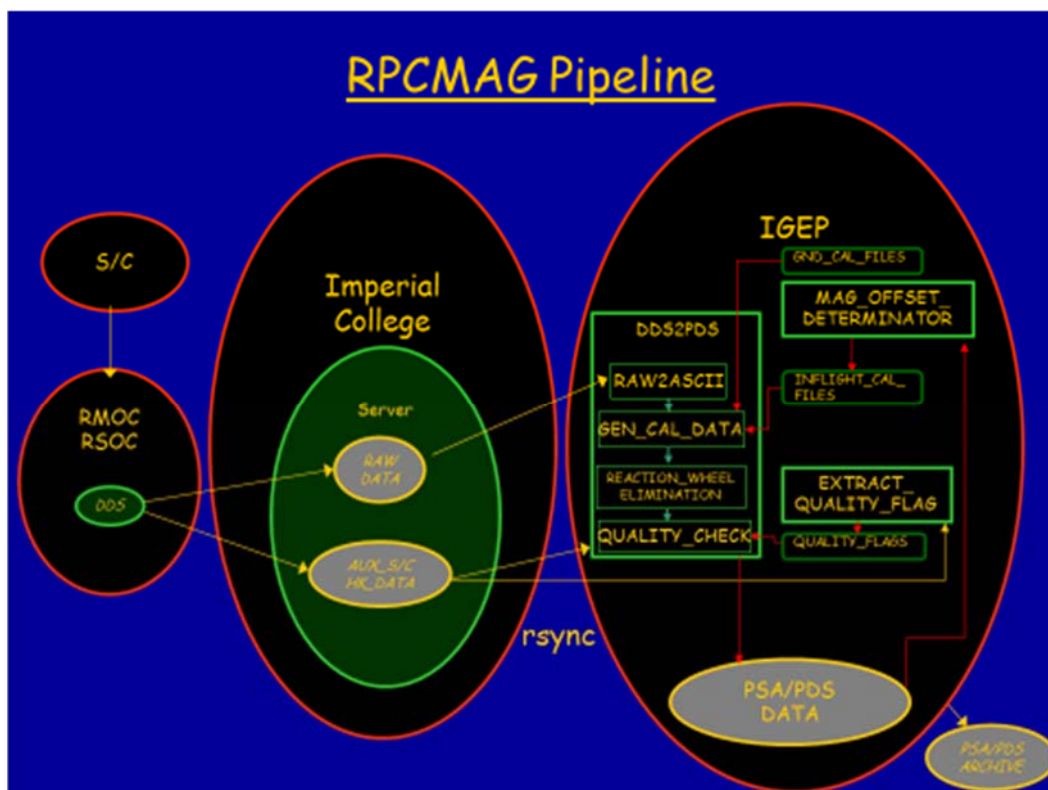 RPCMAG Pipeline
S/C
RMOC
RSOC
DDS
Imperial
College
Server
RAW
DATA
AUX_S/C
HK_DATA
rsync
IGEP
GND_CAL_FILES
MAG_OFFSET_
DETERMINATOR
DDS2PDS
RAW2ASCII
INFLIGHT_CAL_
FILES
GEN_CAL_DATA
REACTION_WHEEL
ELIMINATION
EXTRACT_
QUALITY_FLAG
QUALITY_CHECK
QUALITY_FLAGS
PSA/PDS
DATA
PSA/PDS
ARCHIVE